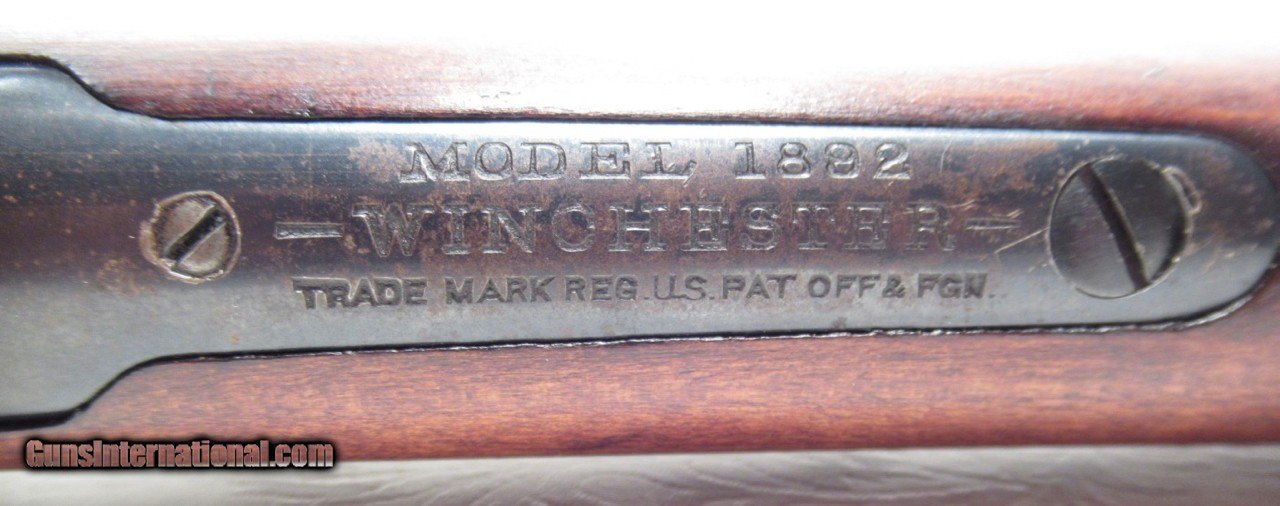 MODEL 1892
—WINCHESTER—
TRADE MARK REG. U.S. PAT OFF & FGN.
GunsInternational.com